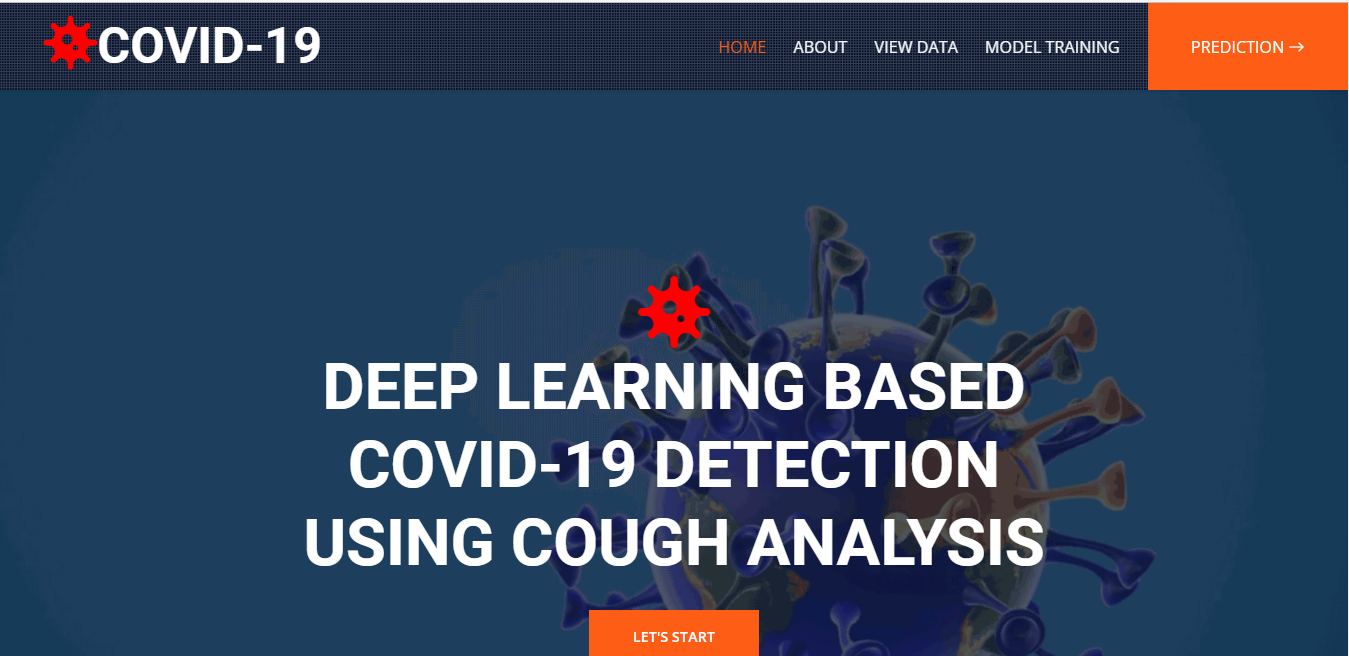 COVID-19
HOME ABOUT VIEW DATA MODEL TRAINING PREDICTION →
DEEP LEARNING BASED
COVID-19 DETECTION
USING COUGH ANALYSIS
LET'S START